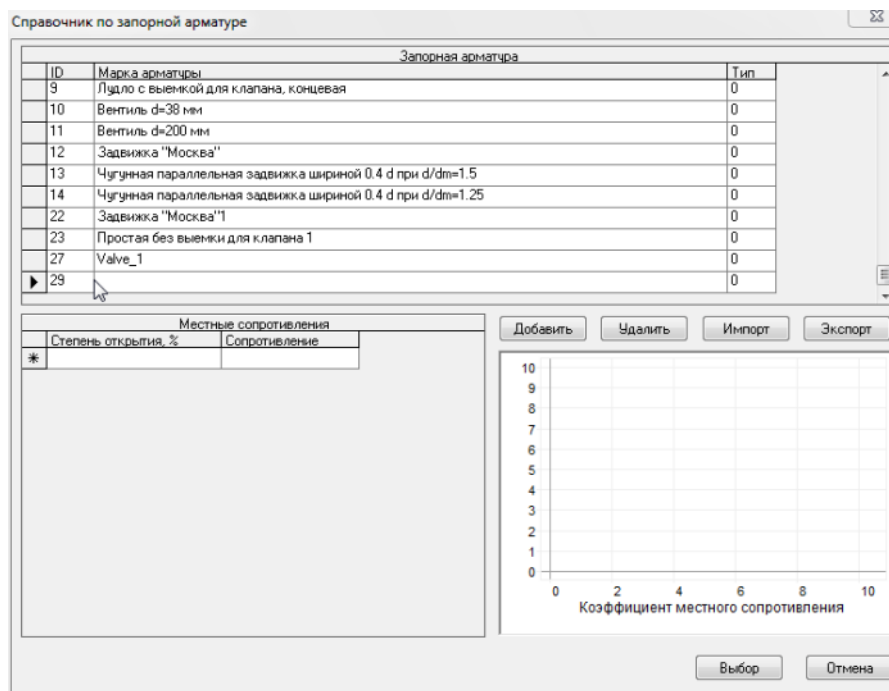 Справочник по запорной арматуре
Запорная арматура
ID Марка арматуры Тип
9 Лудло с выемкой для клапана, концевая 0
10 Вентиль d=38 мм 0
11 Вентиль d=200 мм 0
12 Задвижка "Москва" 0
13 Чугунная параллельная задвижка шириной 0.4 d при d/dm=1.5 0
14 Чугунная параллельная задвижка шириной 0.4 d при d/dm=1.25 0
22 Задвижка "Москва"1 0
23 Простая без выемки для клапана 1 0
27 Valve_1 0
29 0
Местные сопротивления
Степень открытия, % Сопротивление
Добавить Удалить Импорт Экспорт
10
9
8
7
6
5
4
3
2
1
0
0 2 4 6 8 10
Коэффициент местного сопротивления
Выбор Отмена